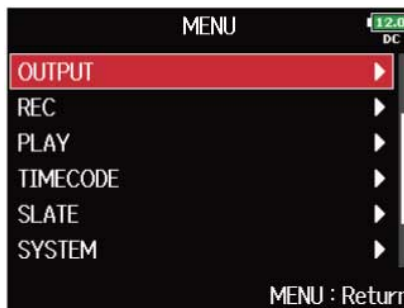 MENU
12.0
DC
OUTPUT
REC
PLAY
TIMECODE
SLATE
SYSTEM
MENU : Return